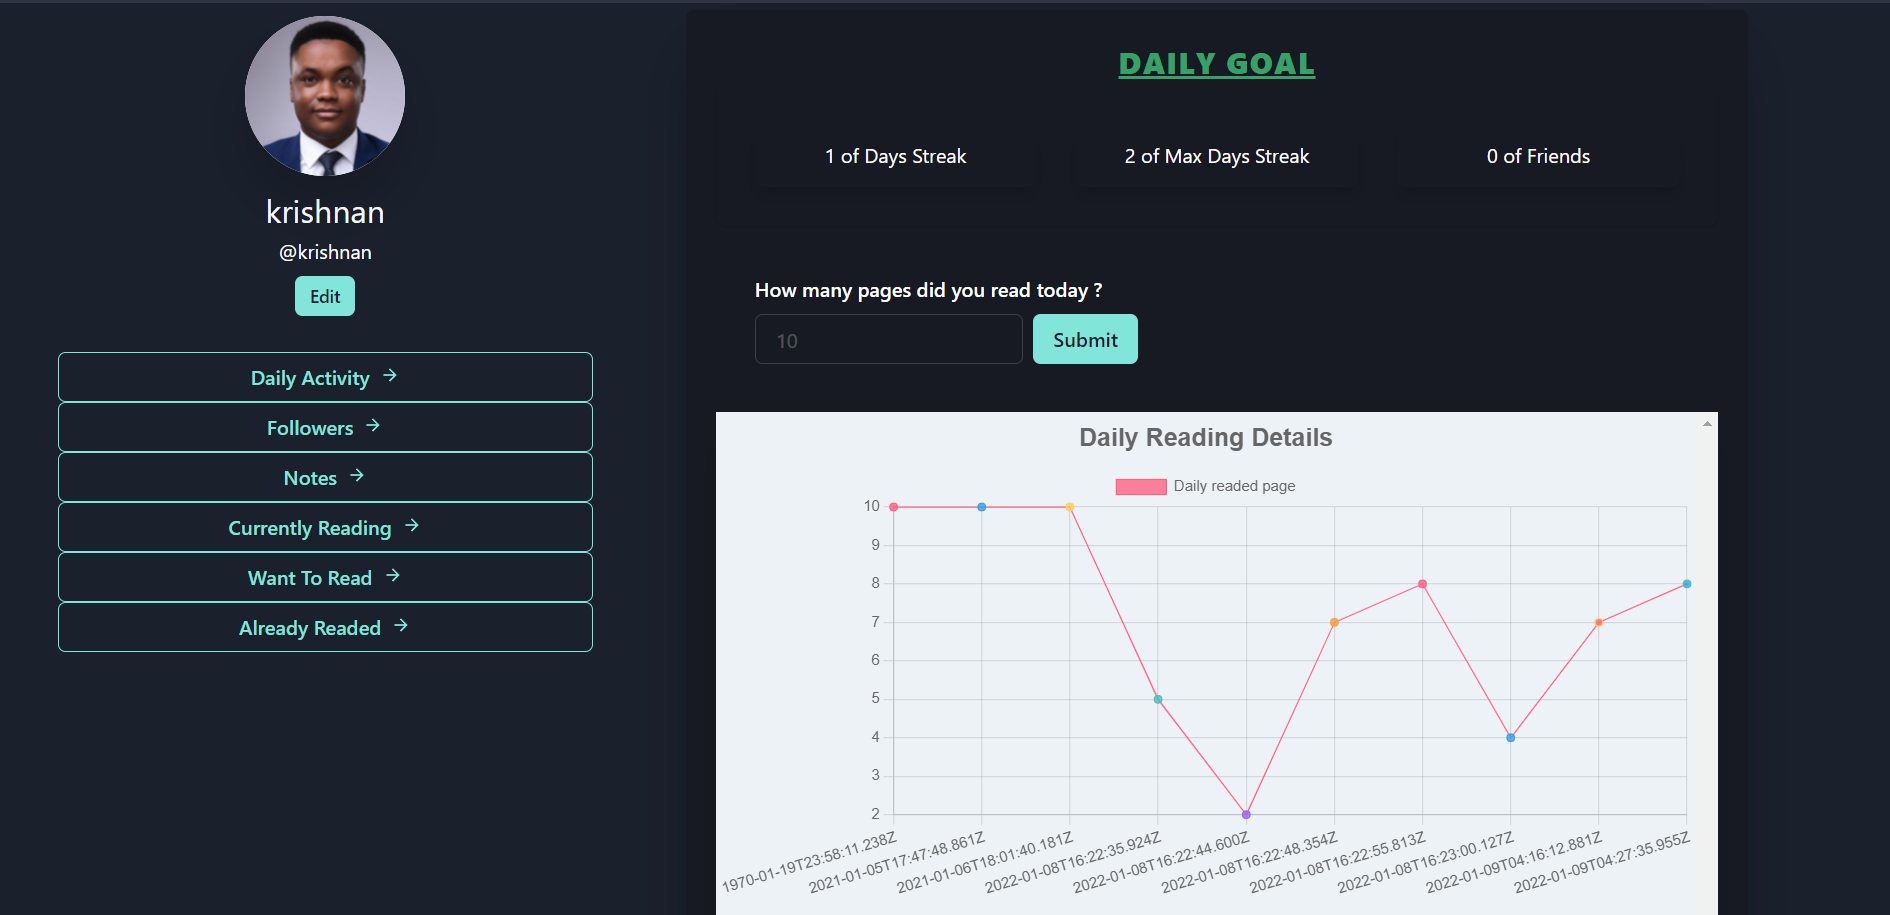 krishnan
@krishnan
Edit
Daily Activity
Followers
Notes
Currently Reading
Want To Read
Already Readed
DAILY GOAL
1 of Days Streak
2 of Max Days Streak
0 of Friends
How many pages did you read today ?
10
Submit
Daily Reading Details
Daily readed page
10
9
8
7
6
5
4
3
2
1970-01-19T23:58:11.238Z
2021-01-05T17:47:48.861Z
2021-01-06T18:01:40.181Z
2022-01-08T16:22:35.924Z
2022-01-08T16:22:44.600Z
2022-01-08T16:22:48.354Z
2022-01-08T16:22:55.813Z
2022-01-08T16:23:00.127Z
2022-01-09T04:16:12.881Z
2022-01-09T04:27:35.955Z